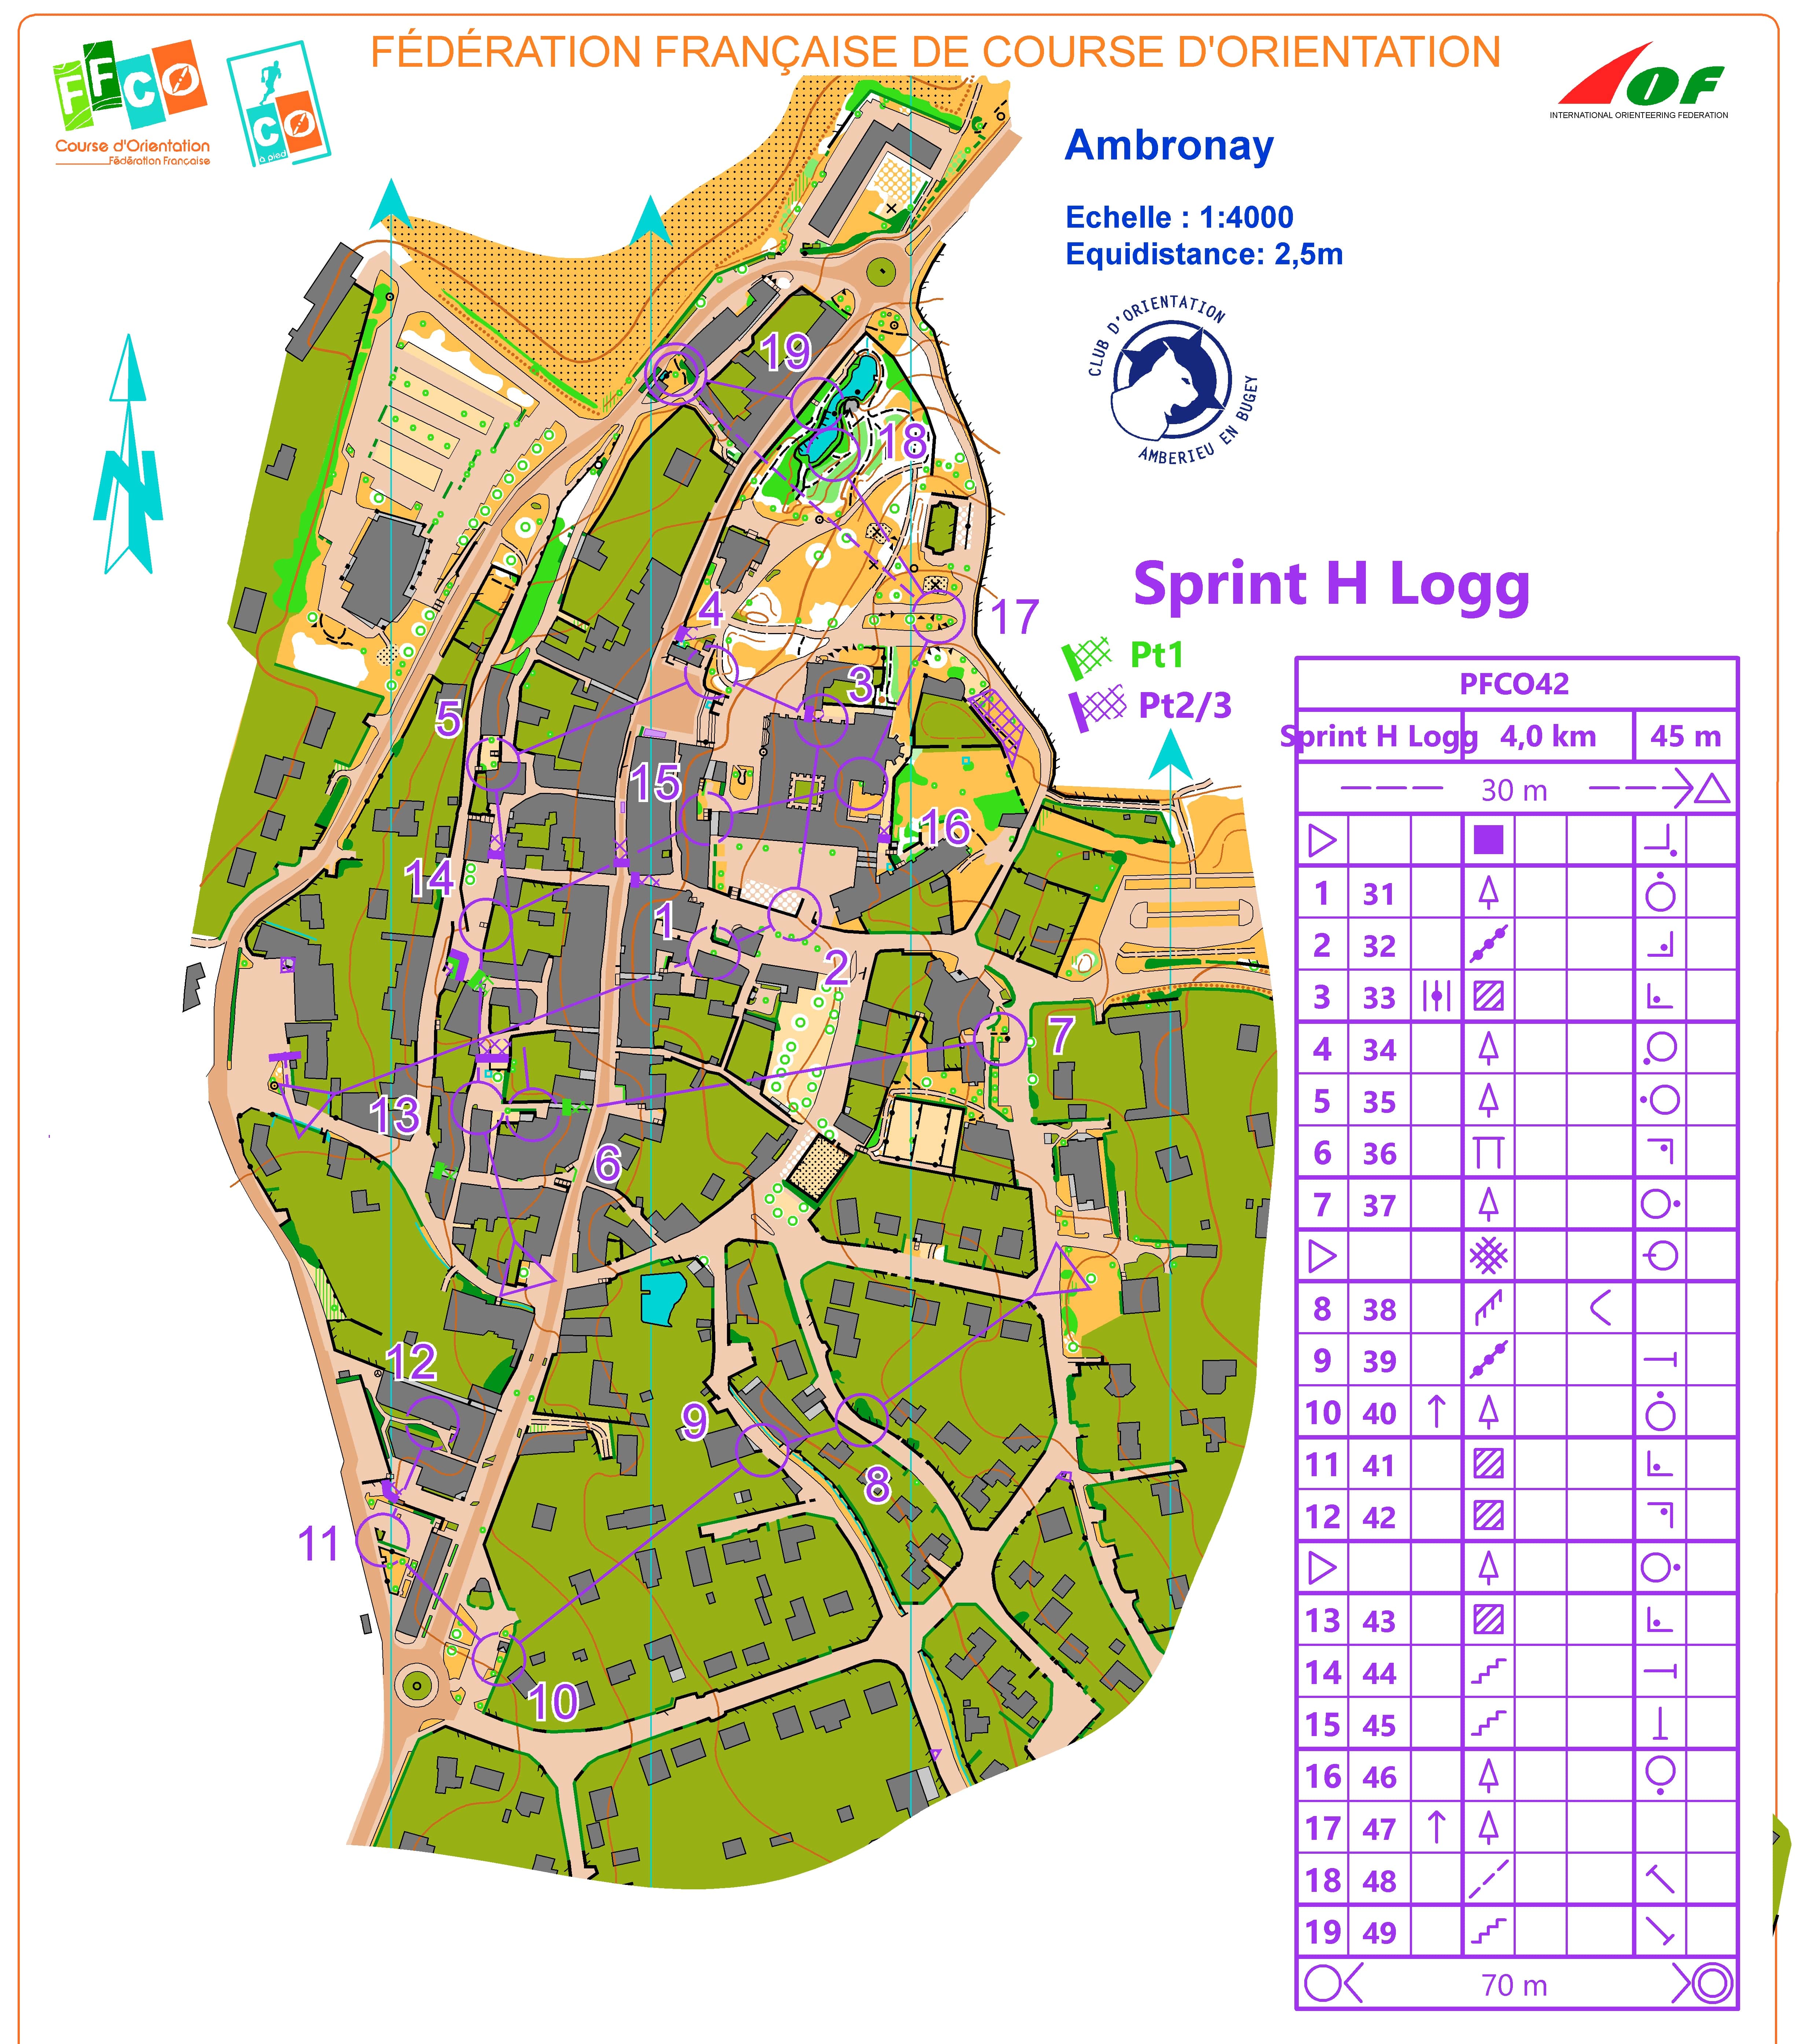 FÉDÉRATION FRANÇAISE DE COURSE D'ORIENTATION
FFCO
Course d'Orientation
Fédération Française
CO
à pied
IOF
INTERNATIONAL ORIENTEERING FEDERATION
Ambronay
Echelle : 1:4000
Equidistance: 2,5m
CLUB D'ORIENTATION
AMBERIEU EN BUGEY
N
Sprint H Logg
Pt1
Pt2/3
19
18
17
4
3
5
15
16
14
1
2
7
13
6
12
9
8
11
10
PFCO42
Sprint H Logg 4,0 km 45 m
30 m
1 31
2 32
3 33
4 34
5 35
6 36
7 37
8 38
9 39
10 40
11 41
12 42
13 43
14 44
15 45
16 46
17 47
18 48
19 49
70 m